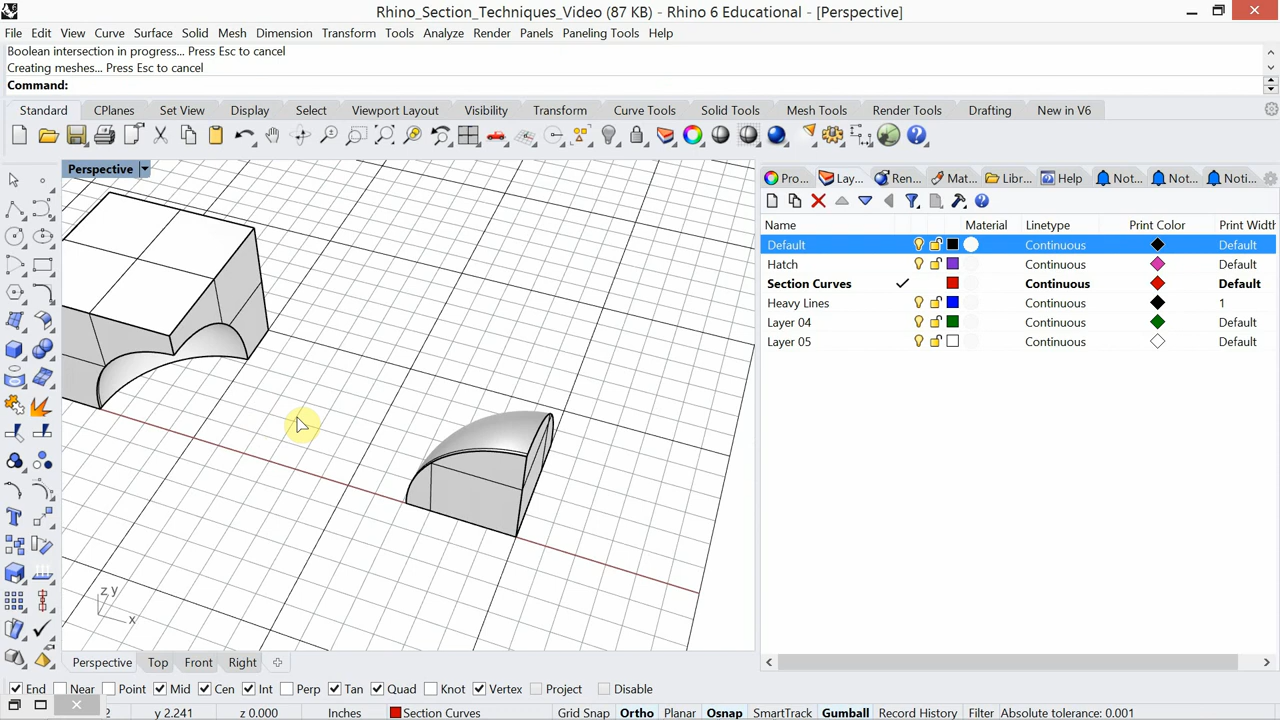 Rhino_Section_Techniques_Video (87 KB) - Rhino 6 Educational - [Perspective]
File Edit View Curve Surface Solid Mesh Dimension Transform Tools Analyze Render Panels Paneling Tools Help
Boolean intersection in progress... Press Esc to cancel
Creating meshes... Press Esc to cancel
Command:
Standard CPlanes Set View Display Select Viewport Layout Visibility Transform Curve Tools Solid Tools Mesh Tools Render Tools Drafting New in V6
Perspective
Pro... Lay... Ren... Mat... Libr... Help Not... Not... Noti...
Name Material Linetype Print Color Print Width
Default Continuous Default
Hatch Continuous Default
Section Curves Continuous Default
Heavy Lines Continuous 1
Layer 04 Continuous Default
Layer 05 Continuous Default
z y
x
Perspective Top Front Right
End Near Point Mid Cen Int Perp Tan Quad Knot Vertex Project Disable
2 y 2.241 z 0.000 Inches Section Curves Grid Snap Ortho Planar Osnap SmartTrack Gumball Record History Filter Absolute tolerance: 0.001